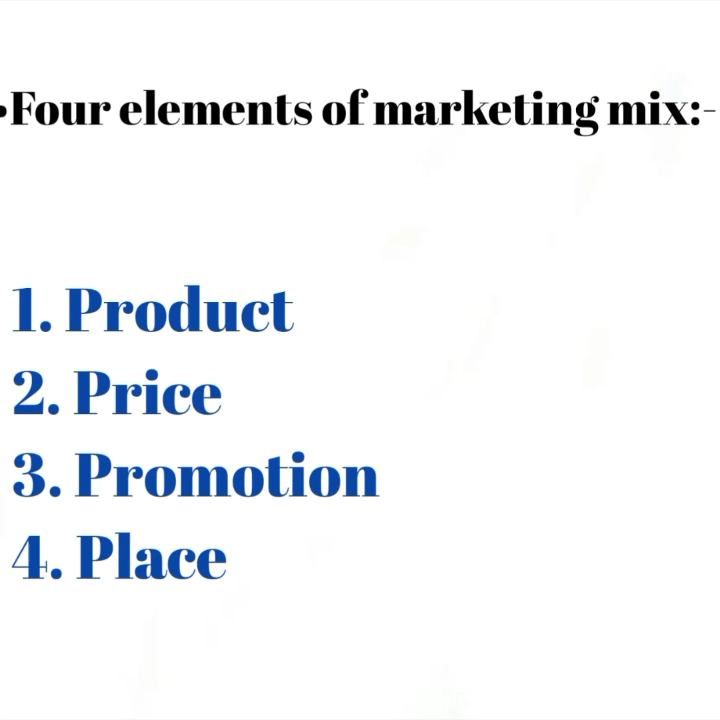 •Four elements of marketing mix:-
1. Product
2. Price
3. Promotion
4. Place